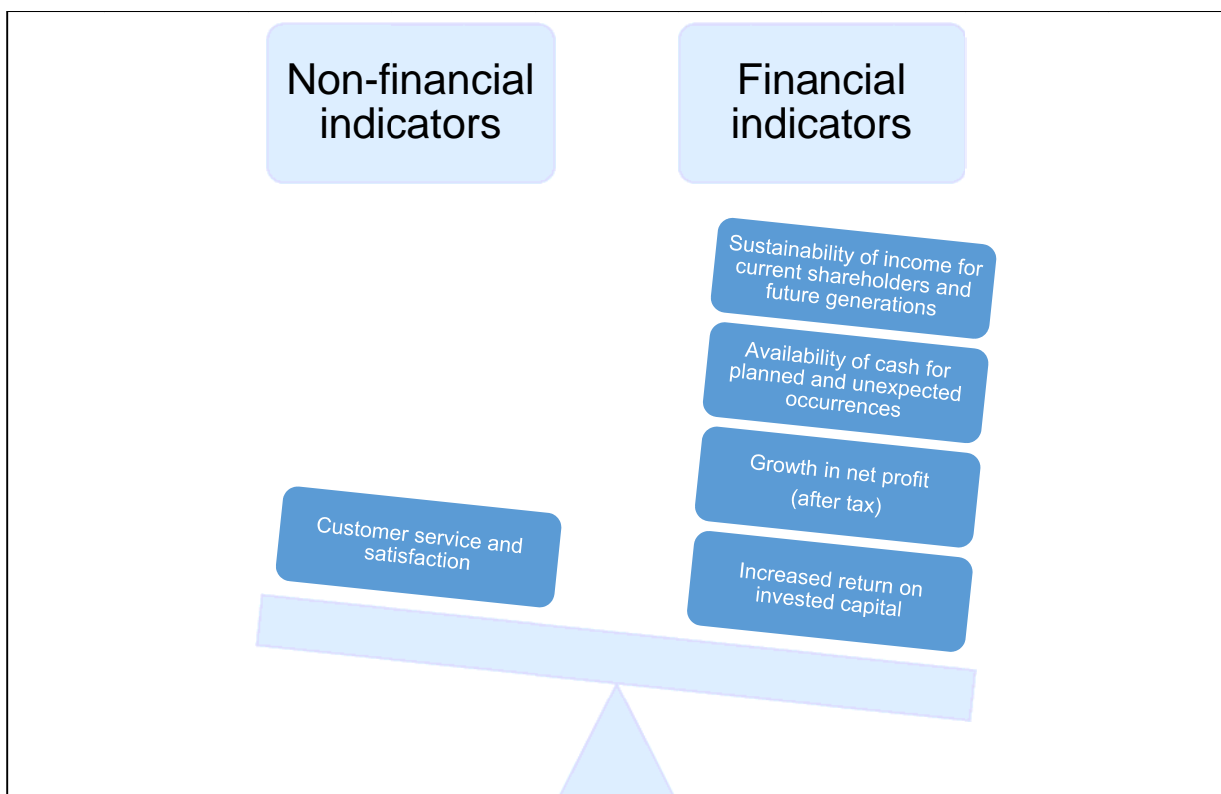 Non-financial
indicators
Financial
indicators
Sustainability of income for
current shareholders and
future generations
Availability of cash for
planned and unexpected
occurrences
Growth in net profit
(after tax)
Increased return on
invested capital
Customer service and
satisfaction